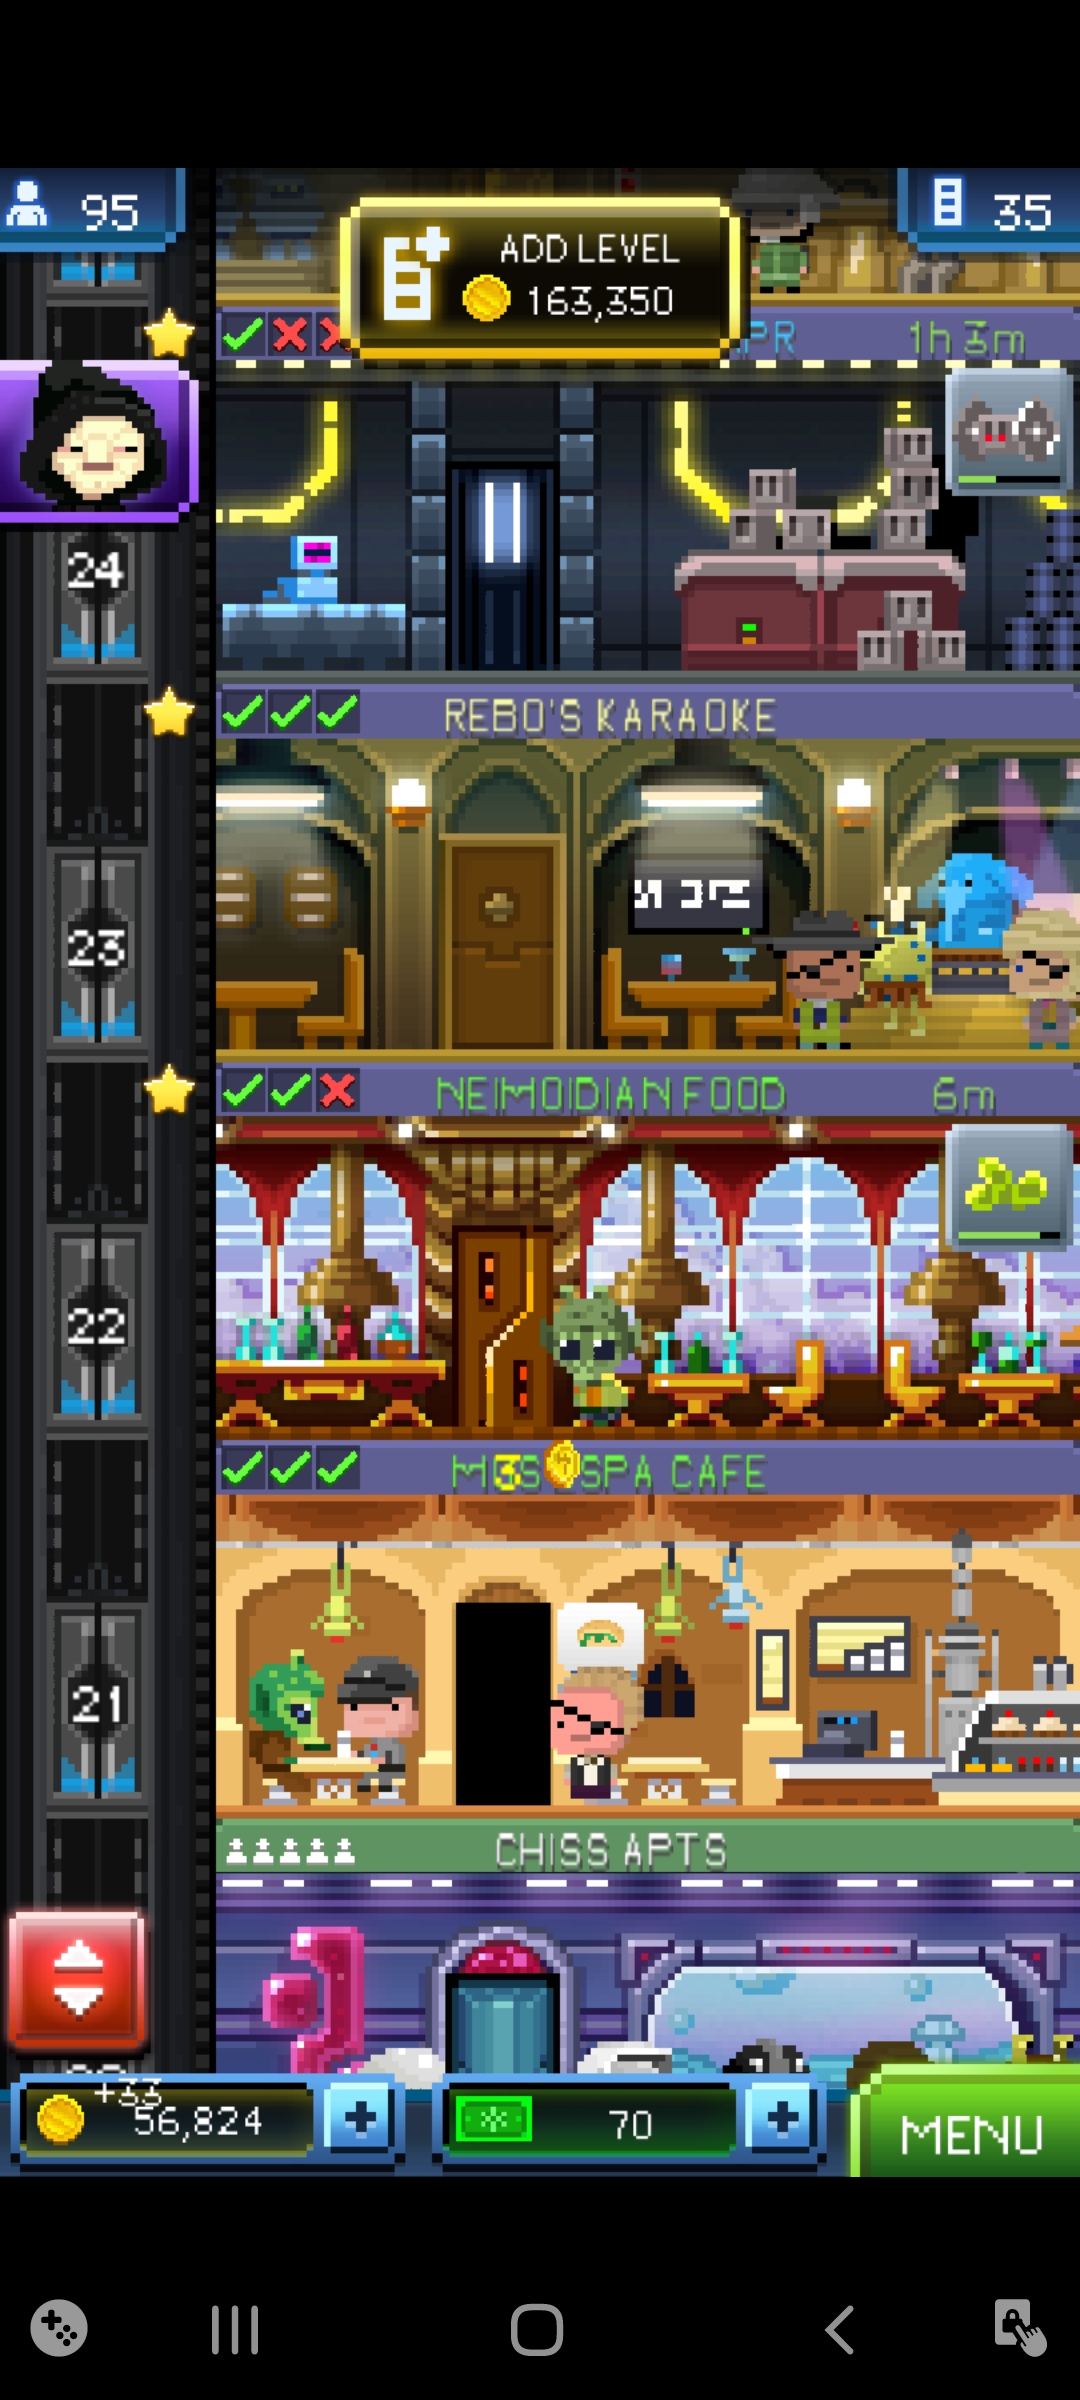 95
ADD LEVEL
163,350
35
PR
1h 3m
24
REBO'S KARAOKE
23
NEIMOIDIAN FOOD
6m
22
SPA CAFE
3
21
CHISS APTS
+33
56,824
70
MENU